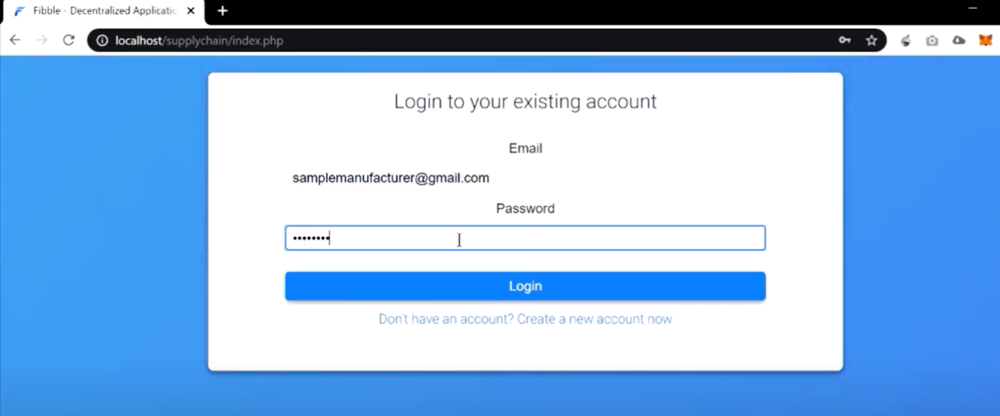 Fibble - Decentralized Applicatic
localhost/supplychain/index.php
Login to your existing account
Email
samplemanufacturer@gmail.com
Password
••••••••
Login
Don't have an account? Create a new account now